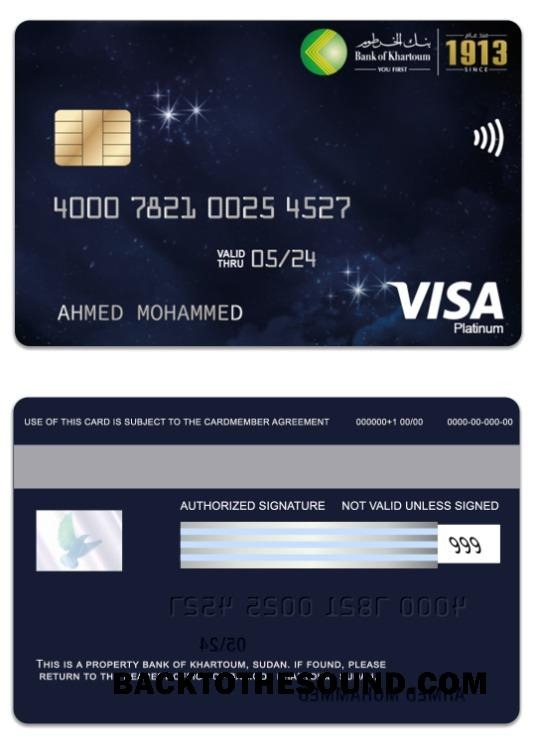 بنك الخرطوم
Bank of Khartoum
YOU FIRST
منذ عام
1913
SINCE
4000 7821 0025 4527
VALID THRU 05/24
AHMED MOHAMMED
VISA
Platinum
USE OF THIS CARD IS SUBJECT TO THE CARDMEMBER AGREEMENT 000000+1 00/00 0000-00-000-00
AUTHORIZED SIGNATURE NOT VALID UNLESS SIGNED
999
4000 7821 0025 4527
05/24
THIS IS A PROPERTY BANK OF KHARTOUM, SUDAN. IF FOUND, PLEASE
RETURN TO
BACKTOTHESOUND.COM
AHMED MOHAMMED